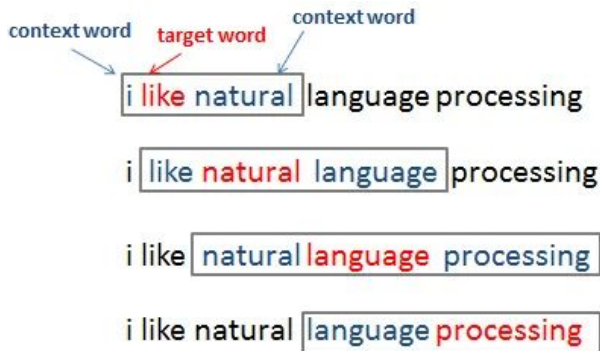 context word
target word
context word
i like natural language processing
i like natural language processing
i like natural language processing
i like natural language processing